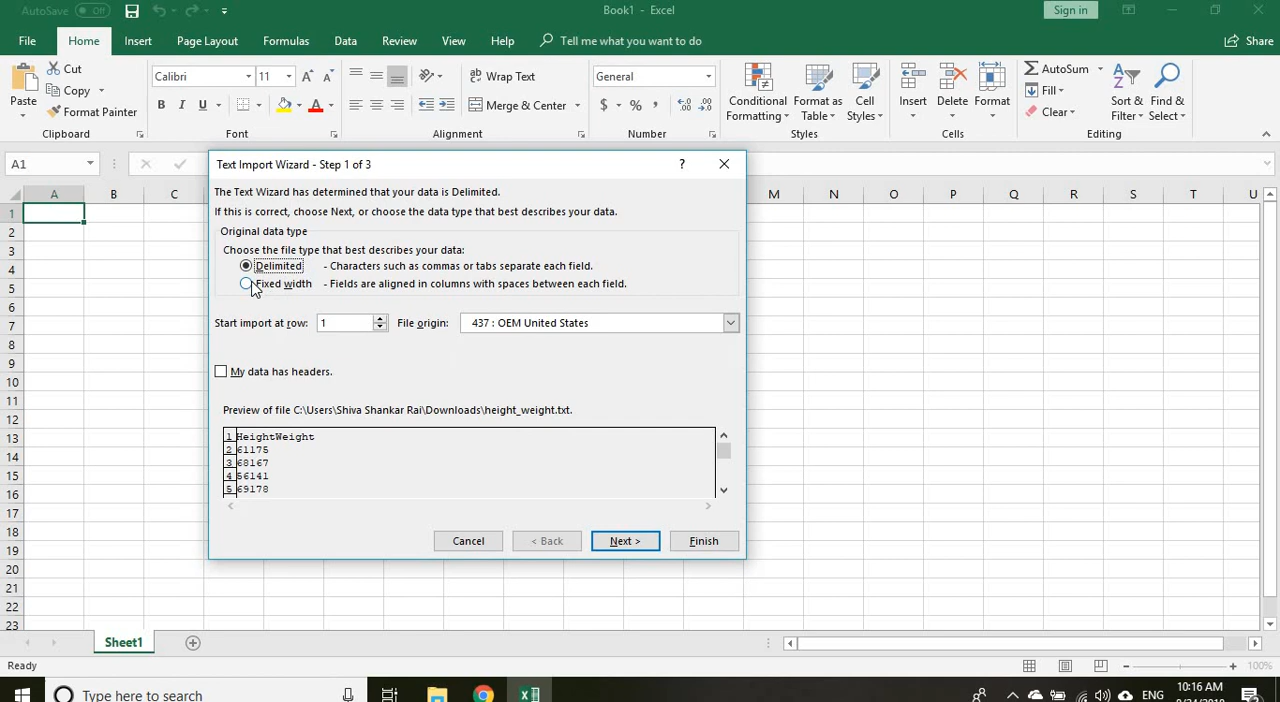 AutoSave Off
Book1 - Excel
Sign in
File Home Insert Page Layout Formulas Data Review View Help Tell me what you want to do Share
Cut
Copy
Format Painter
Paste
Clipboard
Calibri 11
B I U
A A
Font
Wrap Text
Merge & Center
Alignment
General
$ % ,
Number
Conditional Formatting
Format as Table
Cell Styles
Styles
Insert Delete Format
Cells
AutoSum
Fill
Clear
Sort & Filter
Find & Select
Editing
A1
A B C M N O P Q R S T U
1
2
3
4
5
6
7
8
9
10
11
12
13
14
15
16
17
18
19
20
21
22
23
Text Import Wizard - Step 1 of 3 ?
The Text Wizard has determined that your data is Delimited.
If this is correct, choose Next, or choose the data type that best describes your data.
Original data type
Choose the file type that best describes your data:
Delimited - Characters such as commas or tabs separate each field.
Fixed width - Fields are aligned in columns with spaces between each field.
Start import at row: 1 File origin: 437 : OEM United States
My data has headers.
Preview of file C:\Users\Shiva Shankar Rai\Downloads\height_weight.txt.
1 HeightWeight
2 61175
3 68167
4 56141
5 69178
Cancel < Back Next > Finish
Sheet1
Ready
100%
Type here to search
ENG
10:16 AM